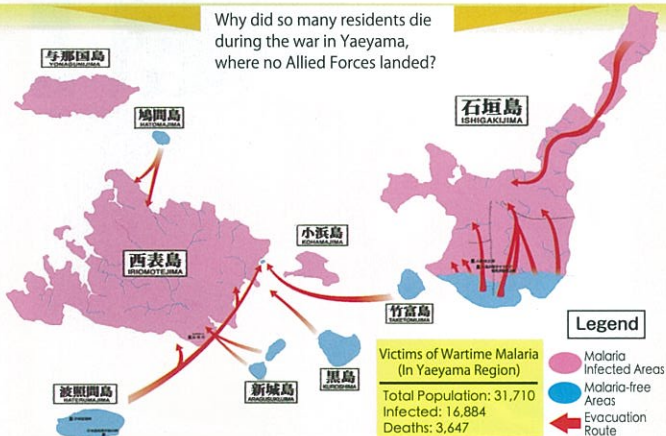 Why did so many residents die
during the war in Yaeyama,
where no Allied Forces landed?
与那国島
YONAGUNIJIMA
鳩間島
HATOMAJIMA
石垣島
ISHIGAKIJIMA
小浜島
KOHAMAJIMA
西表島
IRIOMOTEJIMA
竹富島
TAKETOMIJIMA
黒島
KUROSHIMA
新城島
ARAGUSUKUJIMA
波照間島
HATERUMAJIMA
Victims of Wartime Malaria
(In Yaeyama Region)
Total Population: 31,710
Infected: 16,884
Deaths: 3,647
Legend
Malaria
Infected Areas
Malaria-free
Areas
Evacuation
Route